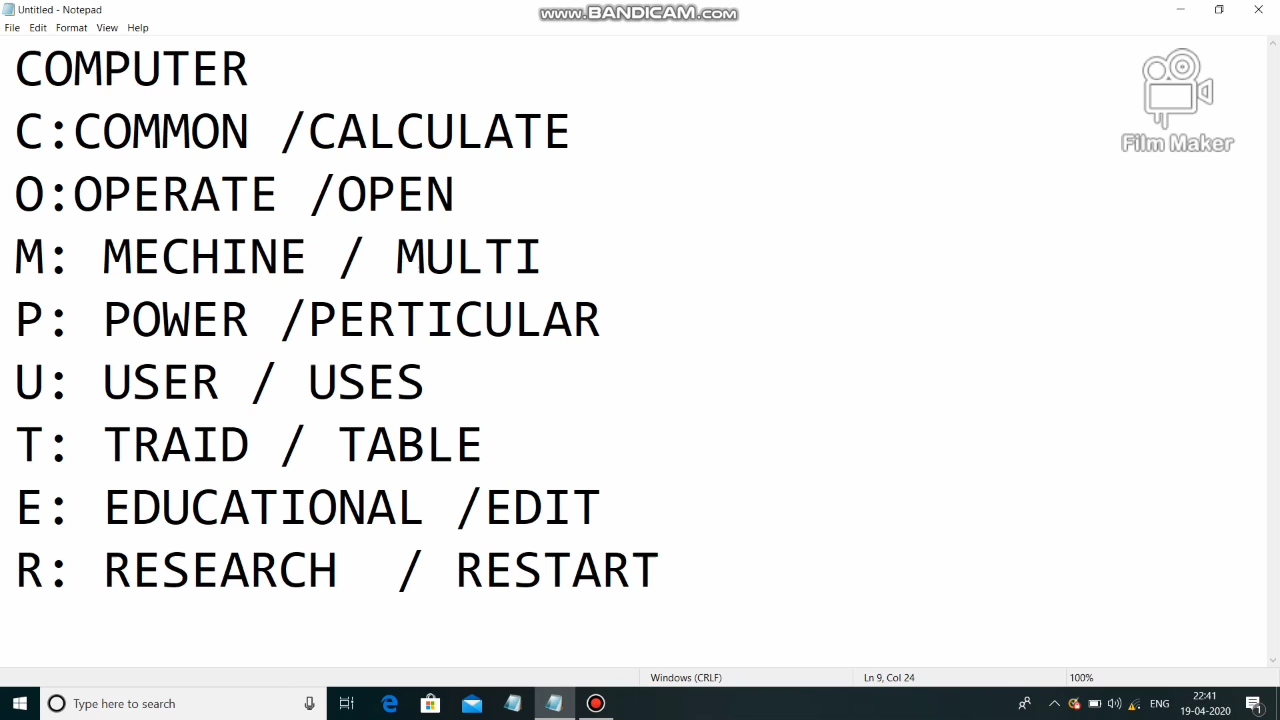 Untitled - Notepad
www.BANDICAM.com
File Edit Format View Help
COMPUTER
C:COMMON /CALCULATE
O:OPERATE /OPEN
M: MECHINE / MULTI
P: POWER /PERTICULAR
U: USER / USES
T: TRAID / TABLE
E: EDUCATIONAL /EDIT
R: RESEARCH  / RESTART
Film Maker
Windows (CRLF) Ln 9, Col 24 100%
Type here to search
ENG
22:41
19-04-2020
1